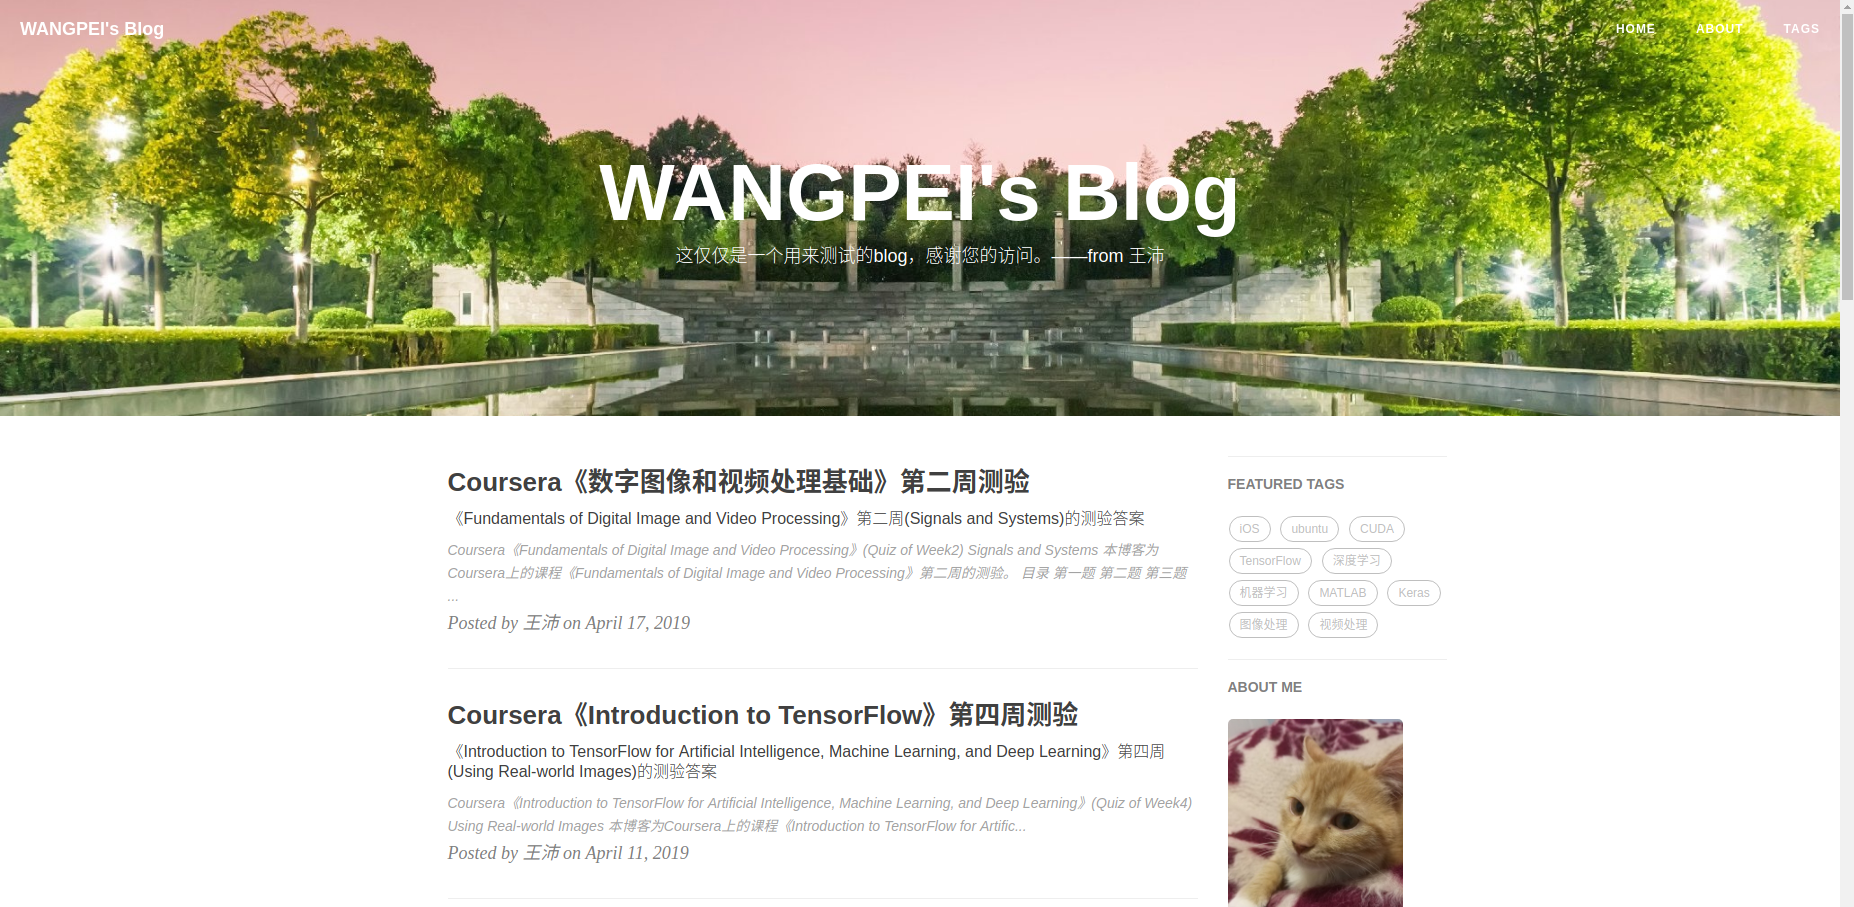 WANGPEI's Blog
HOME ABOUT TAGS
WANGPEI's Blog
这仅仅是一个用来测试的blog，感谢您的访问。——from 王沛
Coursera《数字图像和视频处理基础》第二周测验
《Fundamentals of Digital Image and Video Processing》第二周(Signals and Systems)的测验答案
Coursera《Fundamentals of Digital Image and Video Processing》(Quiz of Week2) Signals and Systems 本博客为
Coursera上的课程《Fundamentals of Digital Image and Video Processing》第二周的测验。 目录 第一题 第二题 第三题
...
Posted by 王沛 on April 17, 2019
Coursera《Introduction to TensorFlow》第四周测验
《Introduction to TensorFlow for Artificial Intelligence, Machine Learning, and Deep Learning》第四周
(Using Real-world Images)的测验答案
Coursera《Introduction to TensorFlow for Artificial Intelligence, Machine Learning, and Deep Learning》(Quiz of Week4)
Using Real-world Images 本博客为Coursera上的课程《Introduction to TensorFlow for Artific...
Posted by 王沛 on April 11, 2019
FEATURED TAGS
iOS ubuntu CUDA
TensorFlow 深度学习
机器学习 MATLAB Keras
图像处理 视频处理
ABOUT ME